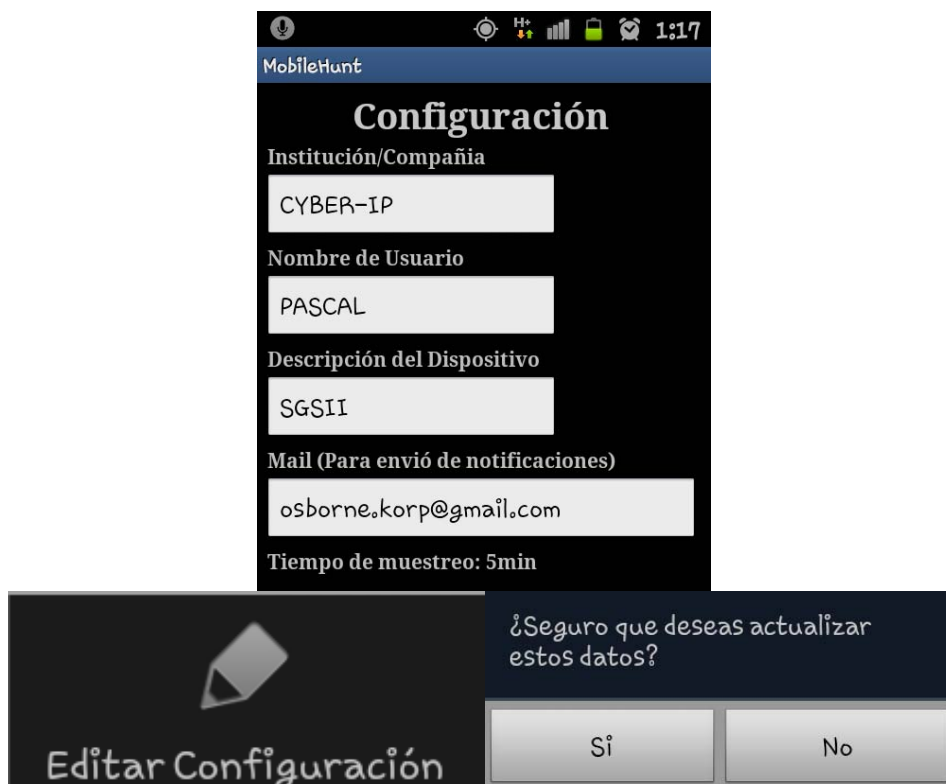 H+
1:17
MobileHunt
Configuración
Institución/Compañia
CYBER-IP
Nombre de Usuario
PASCAL
Descripción del Dispositivo
SGSII
Mail (Para envió de notificaciones)
osborne.korp@gmail.com
Tiempo de muestreo: 5min
Editar Configuración
¿Seguro que deseas actualizar
estos datos?
Si
No